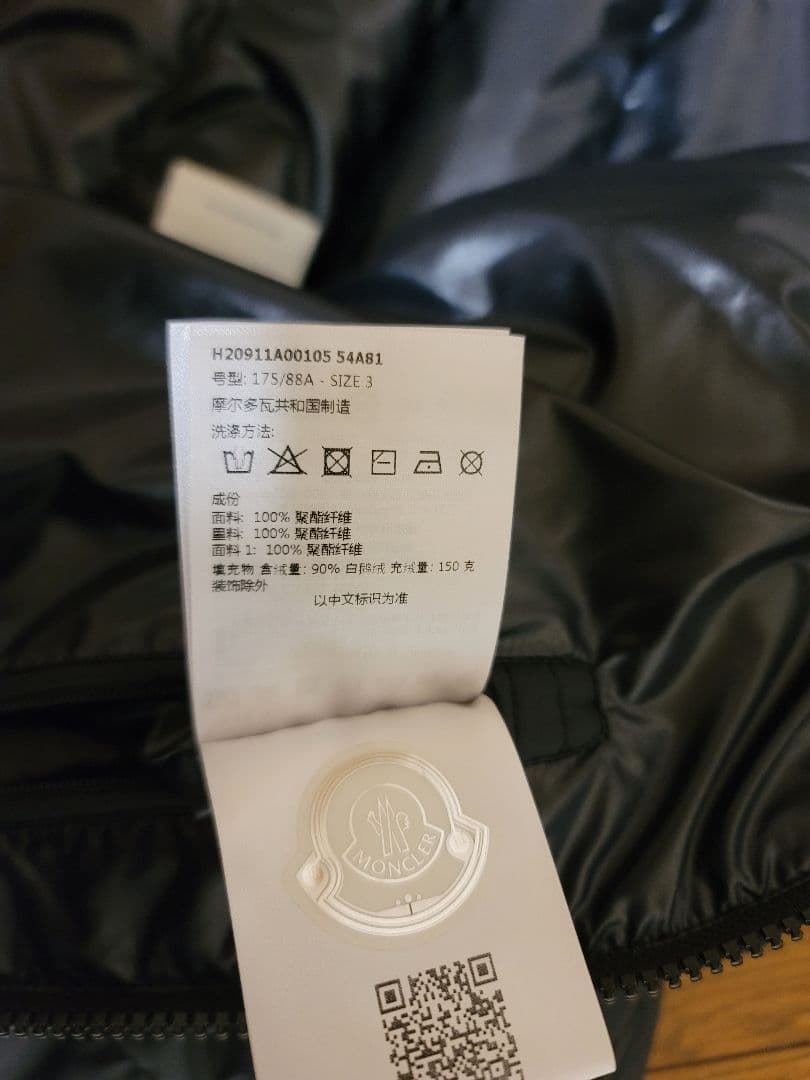 H20911A00105 54A81
号型: 175/88A - SIZE 3
摩尔多瓦共和国制造
洗涤方法:
成份
面料: 100% 聚酯纤维
里料: 100% 聚酯纤维
面料 1: 100% 聚酯纤维
填充物 含绒量: 90% 白鹅绒 充绒量: 150 克
装饰除外
以中文标识为准
MONCLER